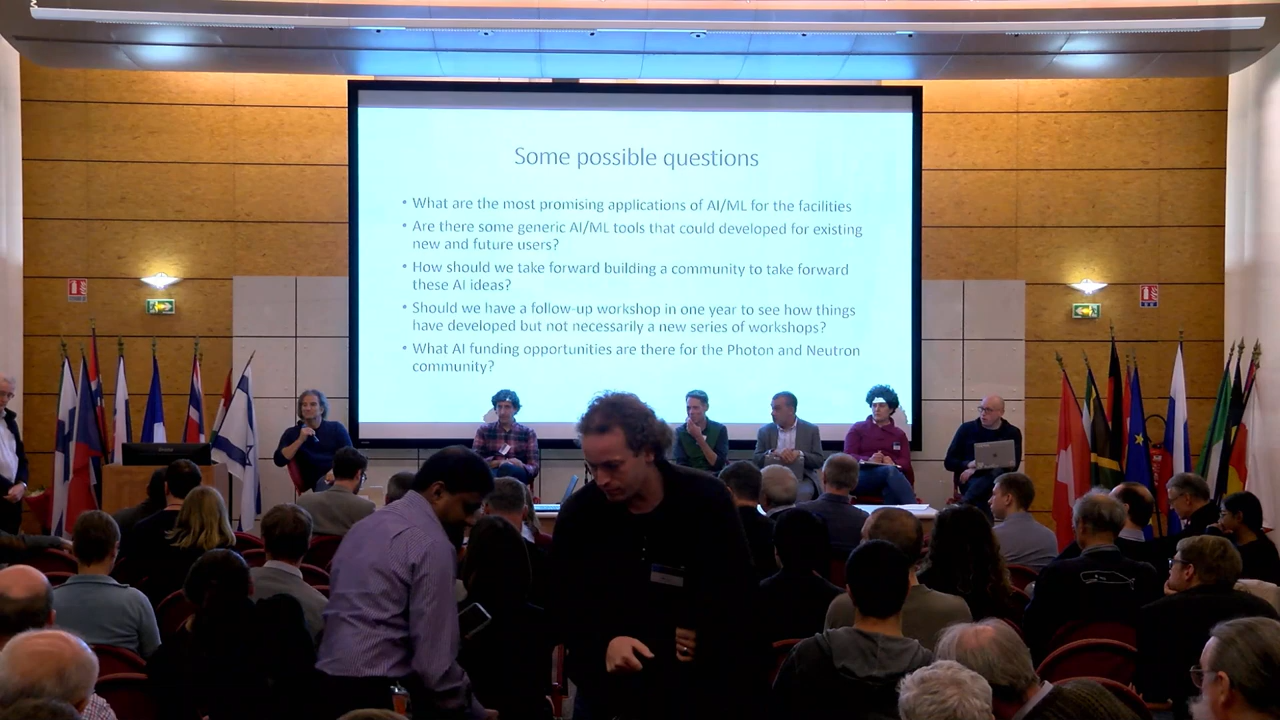 Some possible questions
• What are the most promising applications of AI/ML for the facilities
• Are there some generic AI/ML tools that could developed for existing
new and future users?
• How should we take forward building a community to take forward
these AI ideas?
• Should we have a follow-up workshop in one year to see how things
have developed but not necessarily a new series of workshops?
• What AI funding opportunities are there for the Photon and Neutron
community?